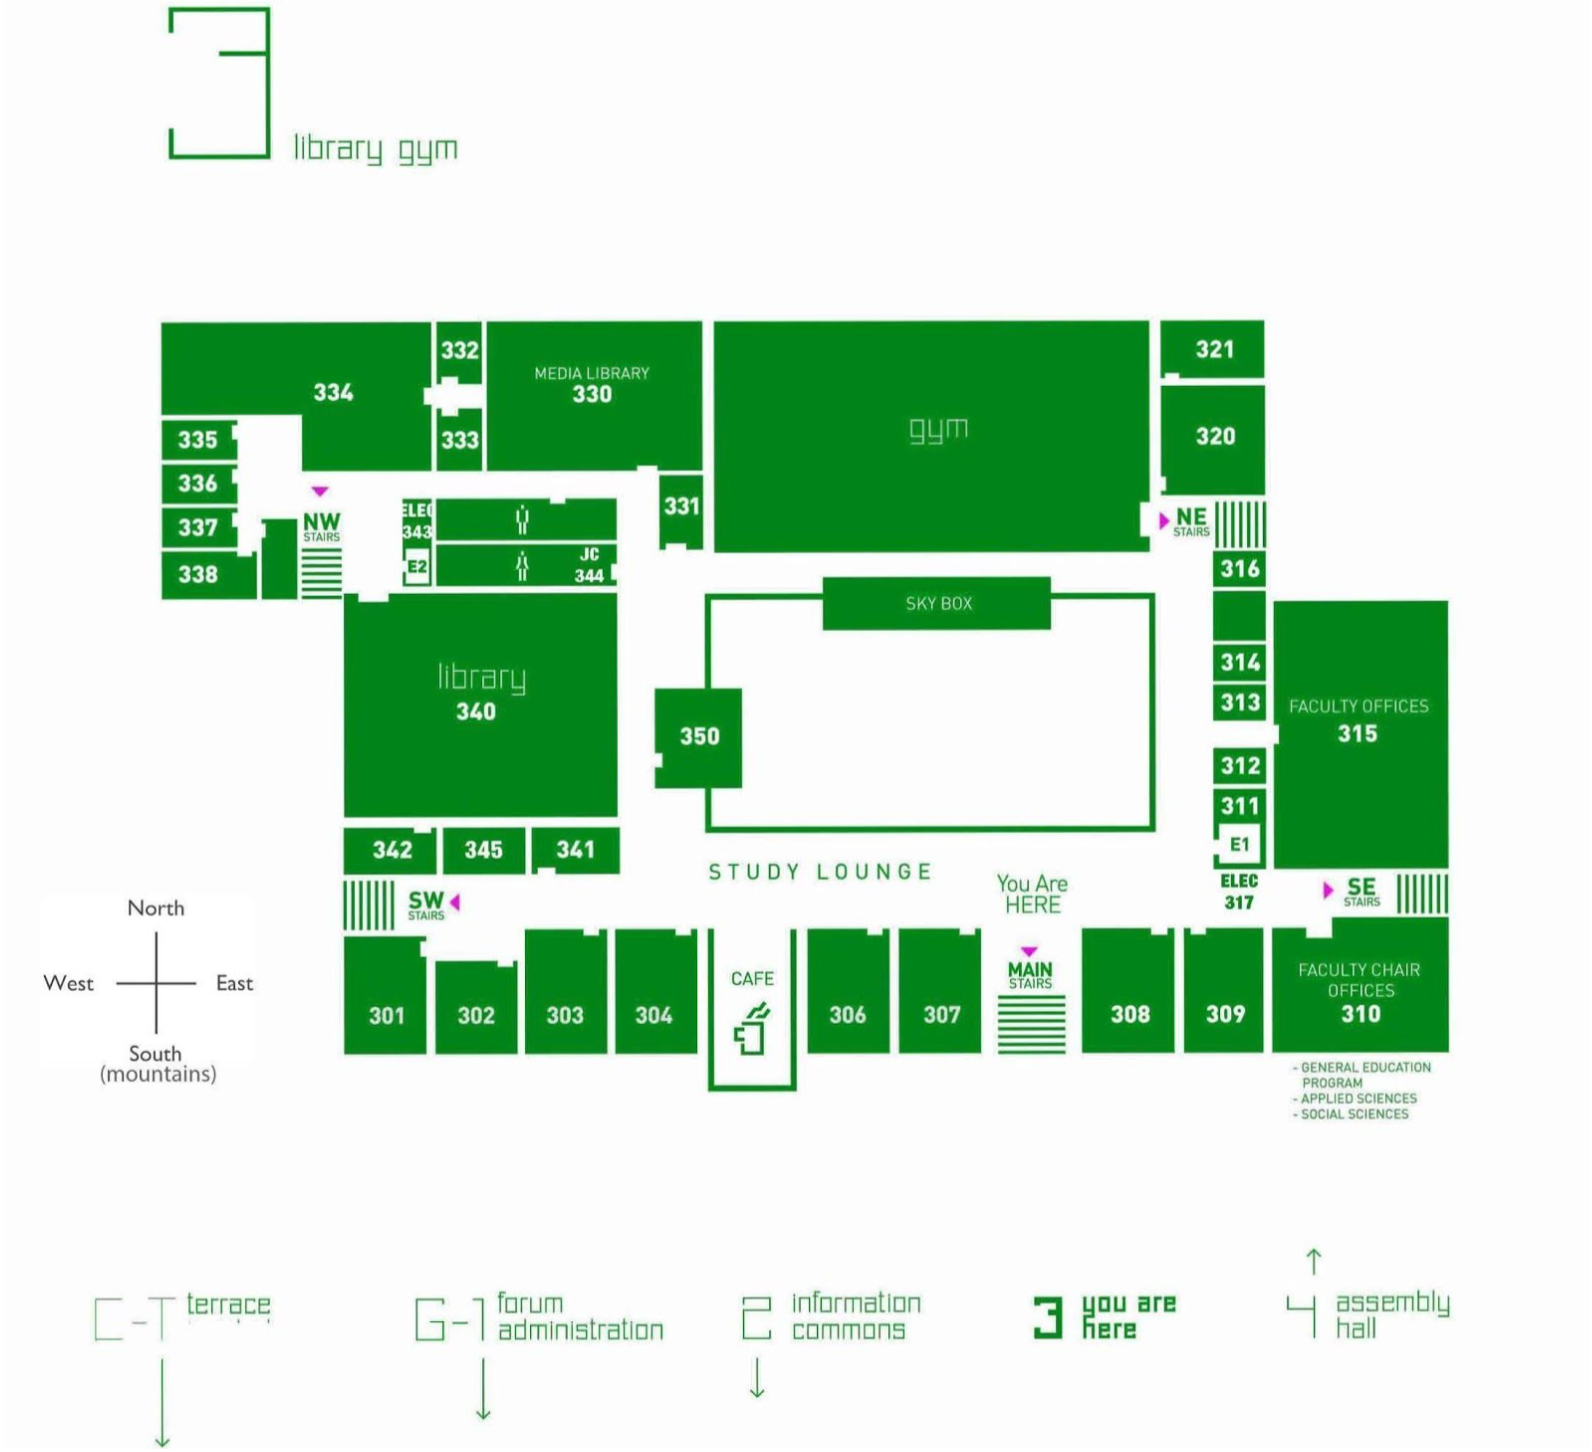 3
library gym
332
321
MEDIA LIBRARY
330
334
gym
335
333
320
336
331
NW
STAIRS
343
NE
STAIRS
337
E2
JC
344
316
338
SKY BOX
314
library
340
313
FACULTY OFFICES
315
350
312
311
E1
342
345
341
STUDY LOUNGE
You Are
HERE
ELEC
317
SW
STAIRS
SE
STAIRS
North
West
East
South
(mountains)
301
302
303
304
CAFE
306
307
MAIN
STAIRS
308
309
FACULTY CHAIR
OFFICES
310
- GENERAL EDUCATION
PROGRAM
- APPLIED SCIENCES
- SOCIAL SCIENCES
C-T
terrace
G-1
forum
administration
2
information
commons
3
you are
here
4
assembly
hall